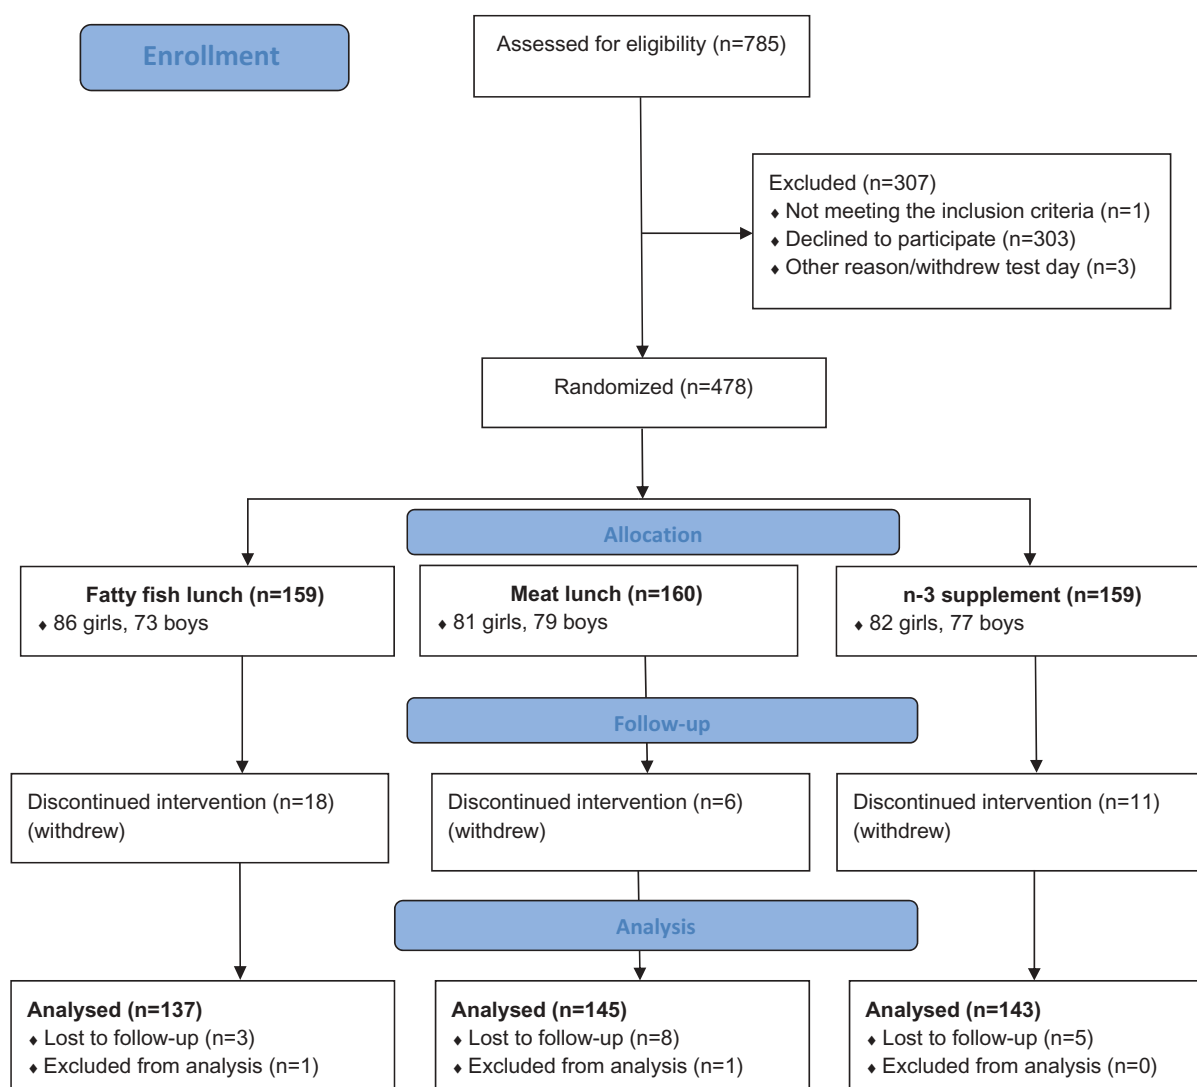 Enrollment
Assessed for eligibility (n=785)
Excluded (n=307)
♦ Not meeting the inclusion criteria (n=1)
♦ Declined to participate (n=303)
♦ Other reason/withdrew test day (n=3)
Randomized (n=478)
Allocation
Fatty fish lunch (n=159)
♦ 86 girls, 73 boys
Meat lunch (n=160)
♦ 81 girls, 79 boys
n-3 supplement (n=159)
♦ 82 girls, 77 boys
Follow-up
Discontinued intervention (n=18)
(withdrew)
Discontinued intervention (n=6)
(withdrew)
Discontinued intervention (n=11)
(withdrew)
Analysis
Analysed (n=137)
♦ Lost to follow-up (n=3)
♦ Excluded from analysis (n=1)
Analysed (n=145)
♦ Lost to follow-up (n=8)
♦ Excluded from analysis (n=1)
Analysed (n=143)
♦ Lost to follow-up (n=5)
♦ Excluded from analysis (n=0)